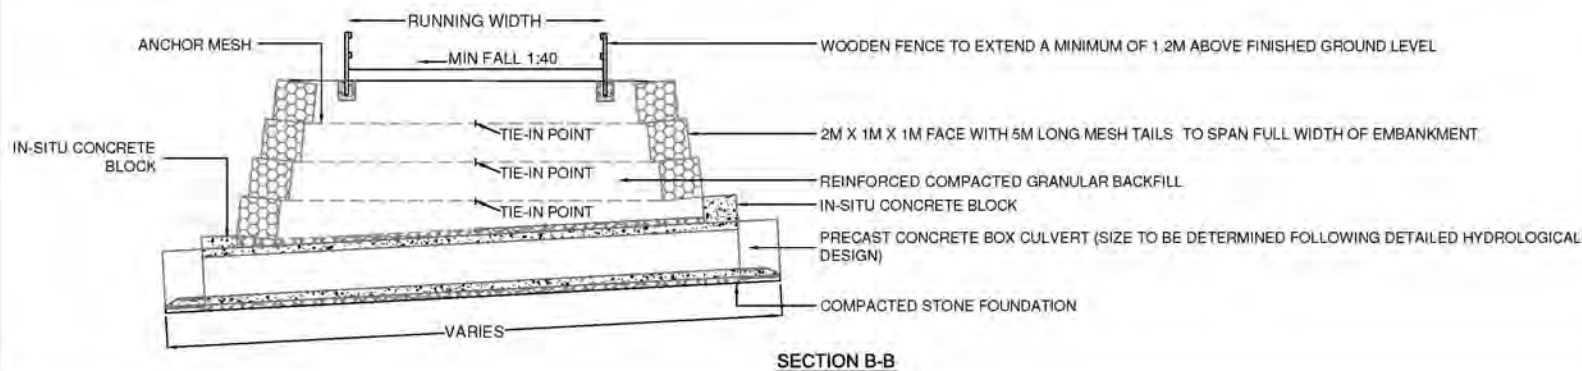 RUNNING WIDTH
ANCHOR MESH
WOODEN FENCE TO EXTEND A MINIMUM OF 1.2M ABOVE FINISHED GROUND LEVEL
MIN FALL 1:40
TIE-IN POINT
2M X 1M X 1M FACE WITH 5M LONG MESH TAILS TO SPAN FULL WIDTH OF EMBANKMENT
IN-SITU CONCRETE
BLOCK
TIE-IN POINT
REINFORCED COMPACTED GRANULAR BACKFILL
IN-SITU CONCRETE BLOCK
TIE-IN POINT
PRECAST CONCRETE BOX CULVERT (SIZE TO BE DETERMINED FOLLOWING DETAILED HYDROLOGICAL
DESIGN)
COMPACTED STONE FOUNDATION
VARIES
SECTION B-B